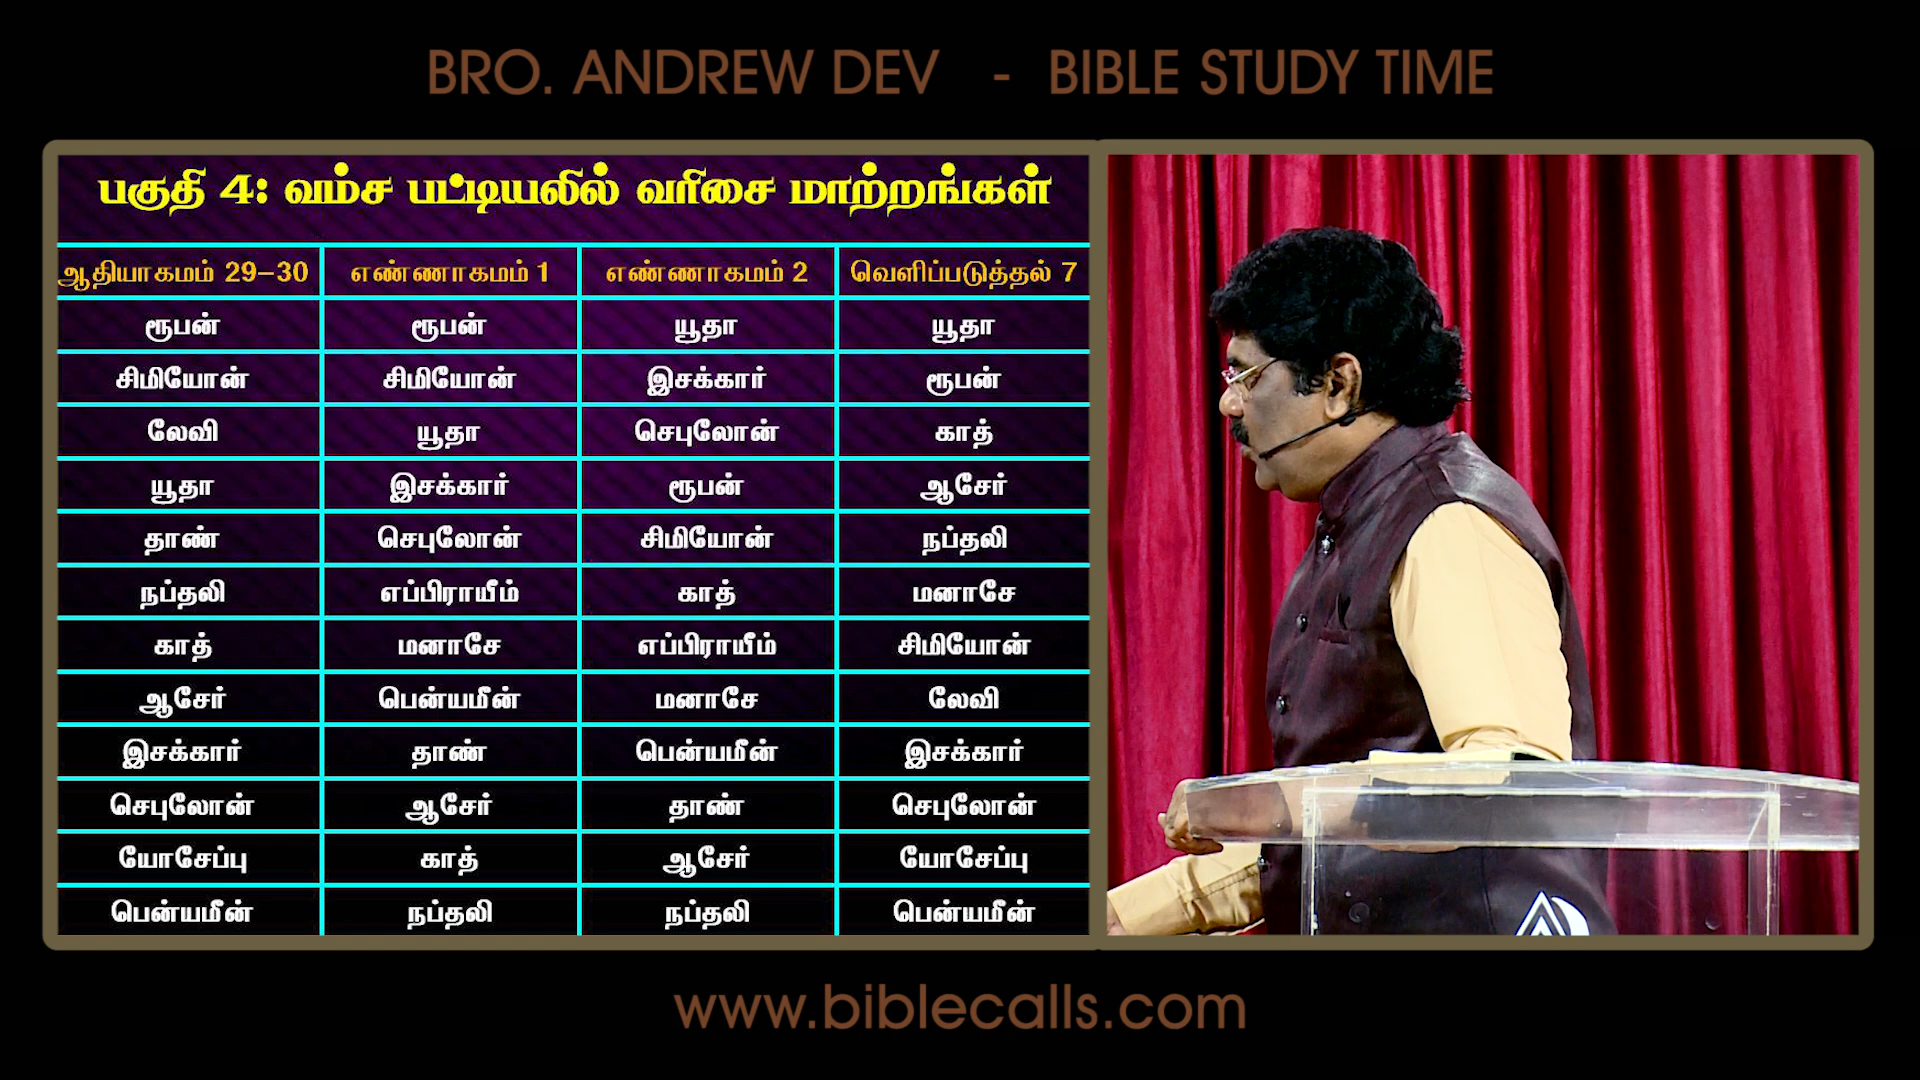 BRO. ANDREW DEV - BIBLE STUDY TIME
பகுதி 4: வம்ச பட்டியலில் வரிசை மாற்றங்கள்
ஆதியாகமம் 29-30 எண்ணாகமம் 1 எண்ணாகமம் 2 வெளிப்படுத்தல் 7
ரூபன் ரூபன் யூதா யூதா
சிமியோன் சிமியோன் இசக்கார் ரூபன்
லேவி யூதா செபுலோன் காத்
யூதா இசக்கார் ரூபன் ஆசேர்
தாண் செபுலோன் சிமியோன் நப்தலி
நப்தலி எப்பிராயீம் காத் மனாசே
காத் மனாசே எப்பிராயீம் சிமியோன்
ஆசேர் பென்யமீன் மனாசே லேவி
இசக்கார் தாண் பென்யமீன் இசக்கார்
செபுலோன் ஆசேர் தாண் செபுலோன்
யோசேப்பு காத் ஆசேர் யோசேப்பு
பென்யமீன் நப்தலி நப்தலி பென்யமீன்
www.biblecalls.com